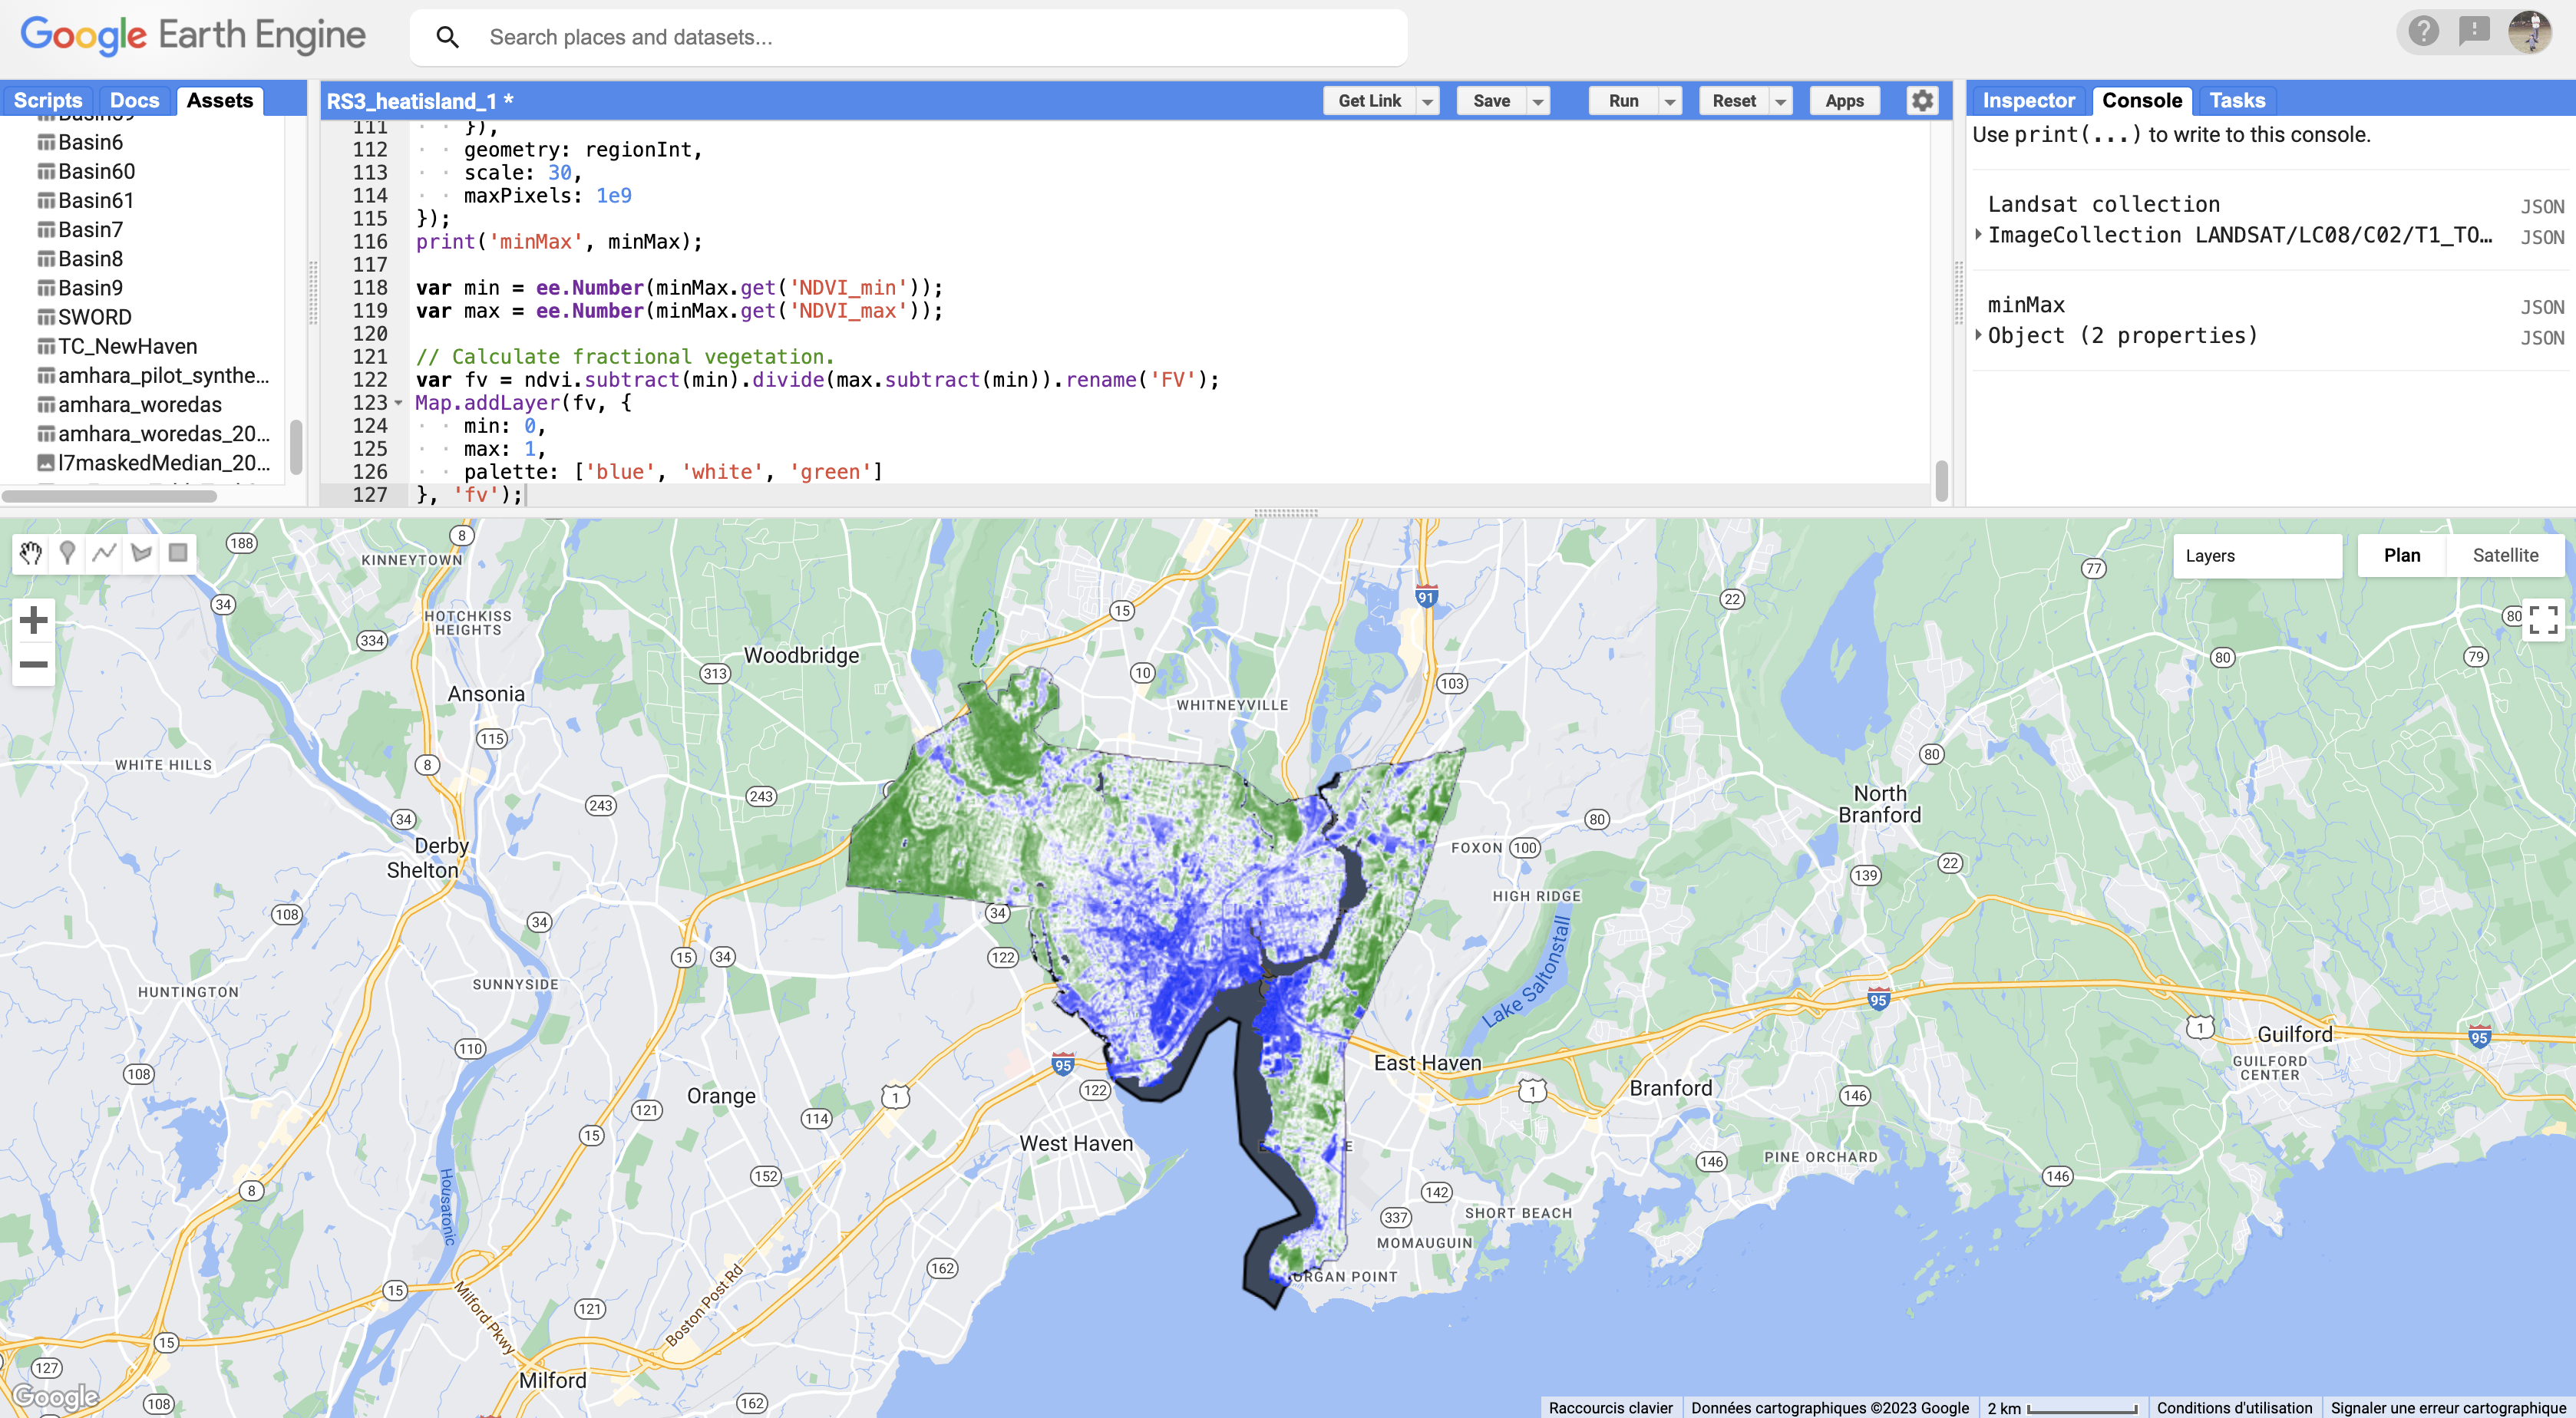 Google Earth Engine
Search places and datasets...
Scripts
Docs
Assets
Basin6
Basin60
Basin61
Basin7
Basin8
Basin9
SWORD
TC_NewHaven
amhara_pilot_synthe...
amhara_woredas
amhara_woredas_20...
l7maskedMedian_20...
RS3_heatisland_1 *
Get Link
Save
Run
Reset
Apps
111 }),
112 geometry: regionInt,
113 scale: 30,
114 maxPixels: 1e9
115 });
116 print('minMax', minMax);
117
118 var min = ee.Number(minMax.get('NDVI_min'));
119 var max = ee.Number(minMax.get('NDVI_max'));
120
121 // Calculate fractional vegetation.
122 var fv = ndvi.subtract(min).divide(max.subtract(min)).rename('FV');
123 Map.addLayer(fv, {
124 min: 0,
125 max: 1,
126 palette: ['blue', 'white', 'green']
127 }, 'fv');
Inspector
Console
Tasks
Use print(...) to write to this console.
Landsat collection JSON
ImageCollection LANDSAT/LC08/C02/T1_TO... JSON
minMax JSON
Object (2 properties) JSON
Layers
Plan
Satellite
188
8
KINNEYTOWN
77
34
HOTCHKISS
HEIGHTS
91
15
22
80
334
Woodbridge
313
10
103
80
79
Ansonia
WHITNEYVILLE
115
WHITE HILLS
8
80
243
243
North
Branford
34
80
Derby
Shelton
FOXON
100
139
22
HIGH RIDGE
108
34
34
15
34
122
Lake Saltonstall
HUNTINGTON
SUNNYSIDE
95
1
Guilford
95
GUILFORD
CENTER
110
95
East Haven
108
122
1
Branford
Orange
1
121
114
146
15
West Haven
E
146
PINE ORCHARD
146
152
8
Housatonic
142
SHORT BEACH
337
MOMAUGUIN
162
ORGAN POINT
15
Milford Pkwy
121
Boston Post Rd
15
127
Milford
108
162
Google
Raccourcis clavier
Données cartographiques ©2023 Google
2 km
Conditions d'utilisation
Signaler une erreur cartographique